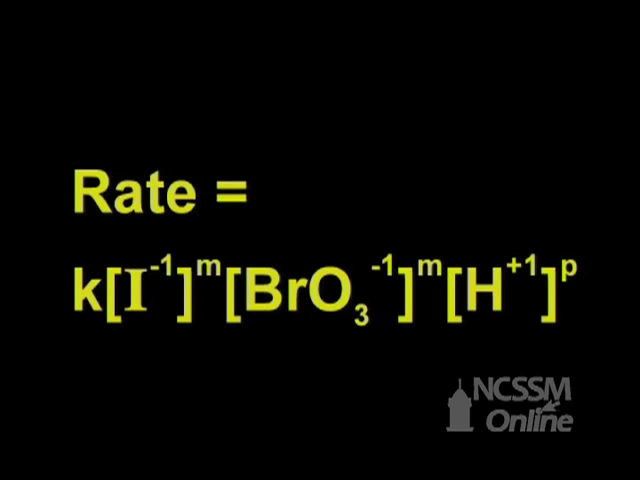 Rate =
k[I⁻¹]ᵐ[BrO₃⁻¹]ᵐ[H⁺¹]ᵖ
NCSSM
Online